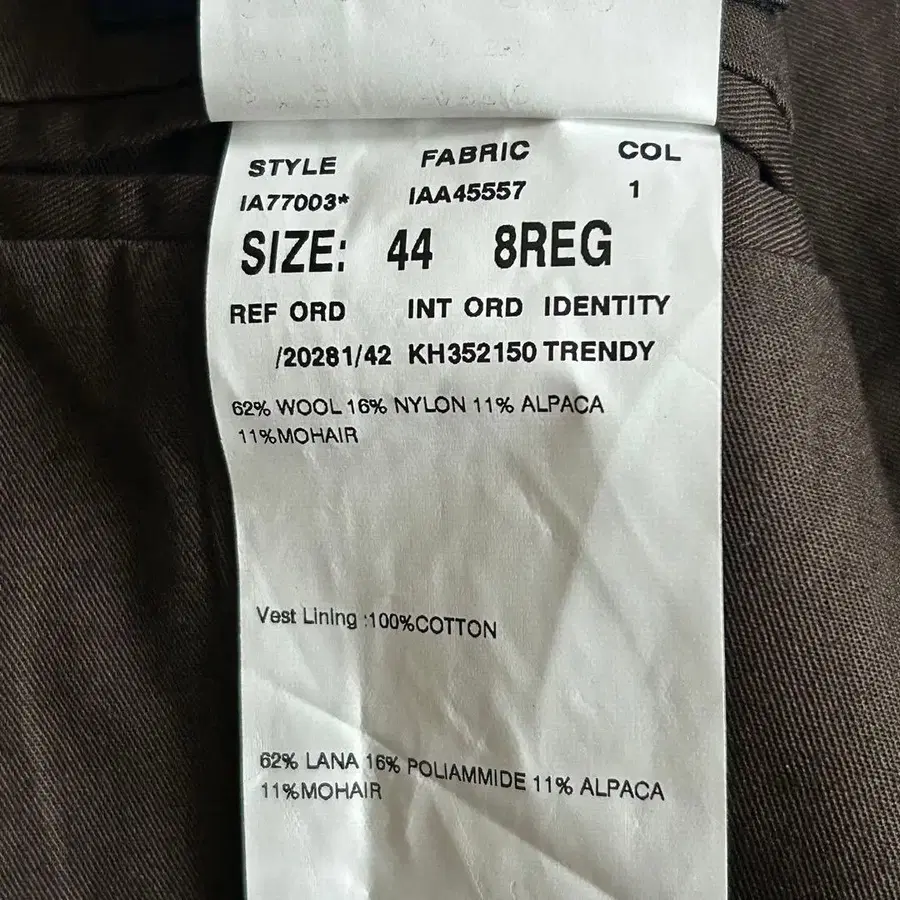 STYLE FABRIC COL
IA77003* IAA45557 1
SIZE: 44 8REG
REF ORD INT ORD IDENTITY
/20281/42 KH352150 TRENDY
62% WOOL 16% NYLON 11% ALPACA
11%MOHAIR
Vest Lining :100%COTTON
62% LANA 16% POLIAMMIDE 11% ALPACA
11%MOHAIR